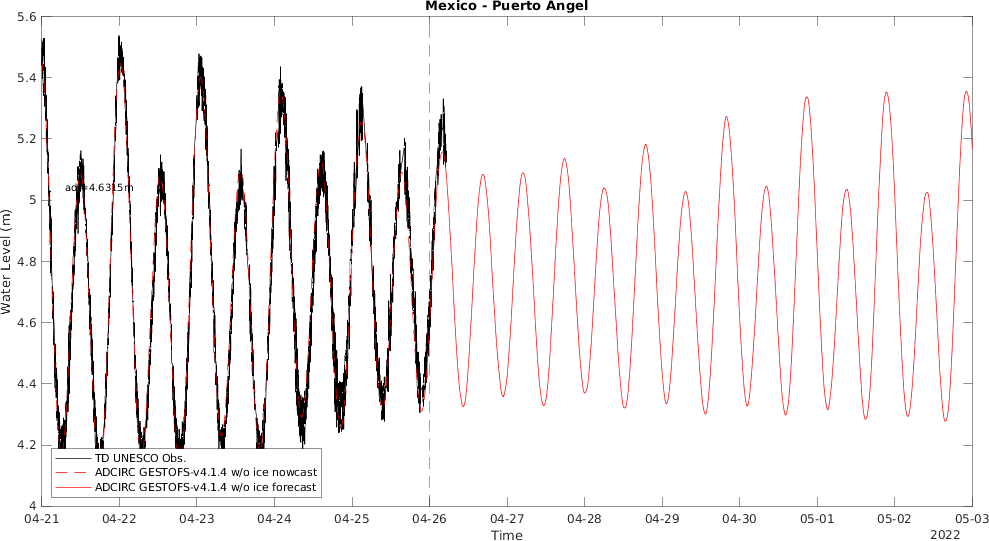 Mexico - Puerto Angel
5.6
5.4
5.2
5
4.8
4.6
4.4
4.2
4
Water Level (m)
TD UNESCO Obs.
ADCIRC GESTOFS-v4.1.4 w/o ice nowcast
ADCIRC GESTOFS-v4.1.4 w/o ice forecast
04-21 04-22 04-23 04-24 04-25 04-26 04-27 04-28 04-29 04-30 05-01 05-02 05-03
Time
2022